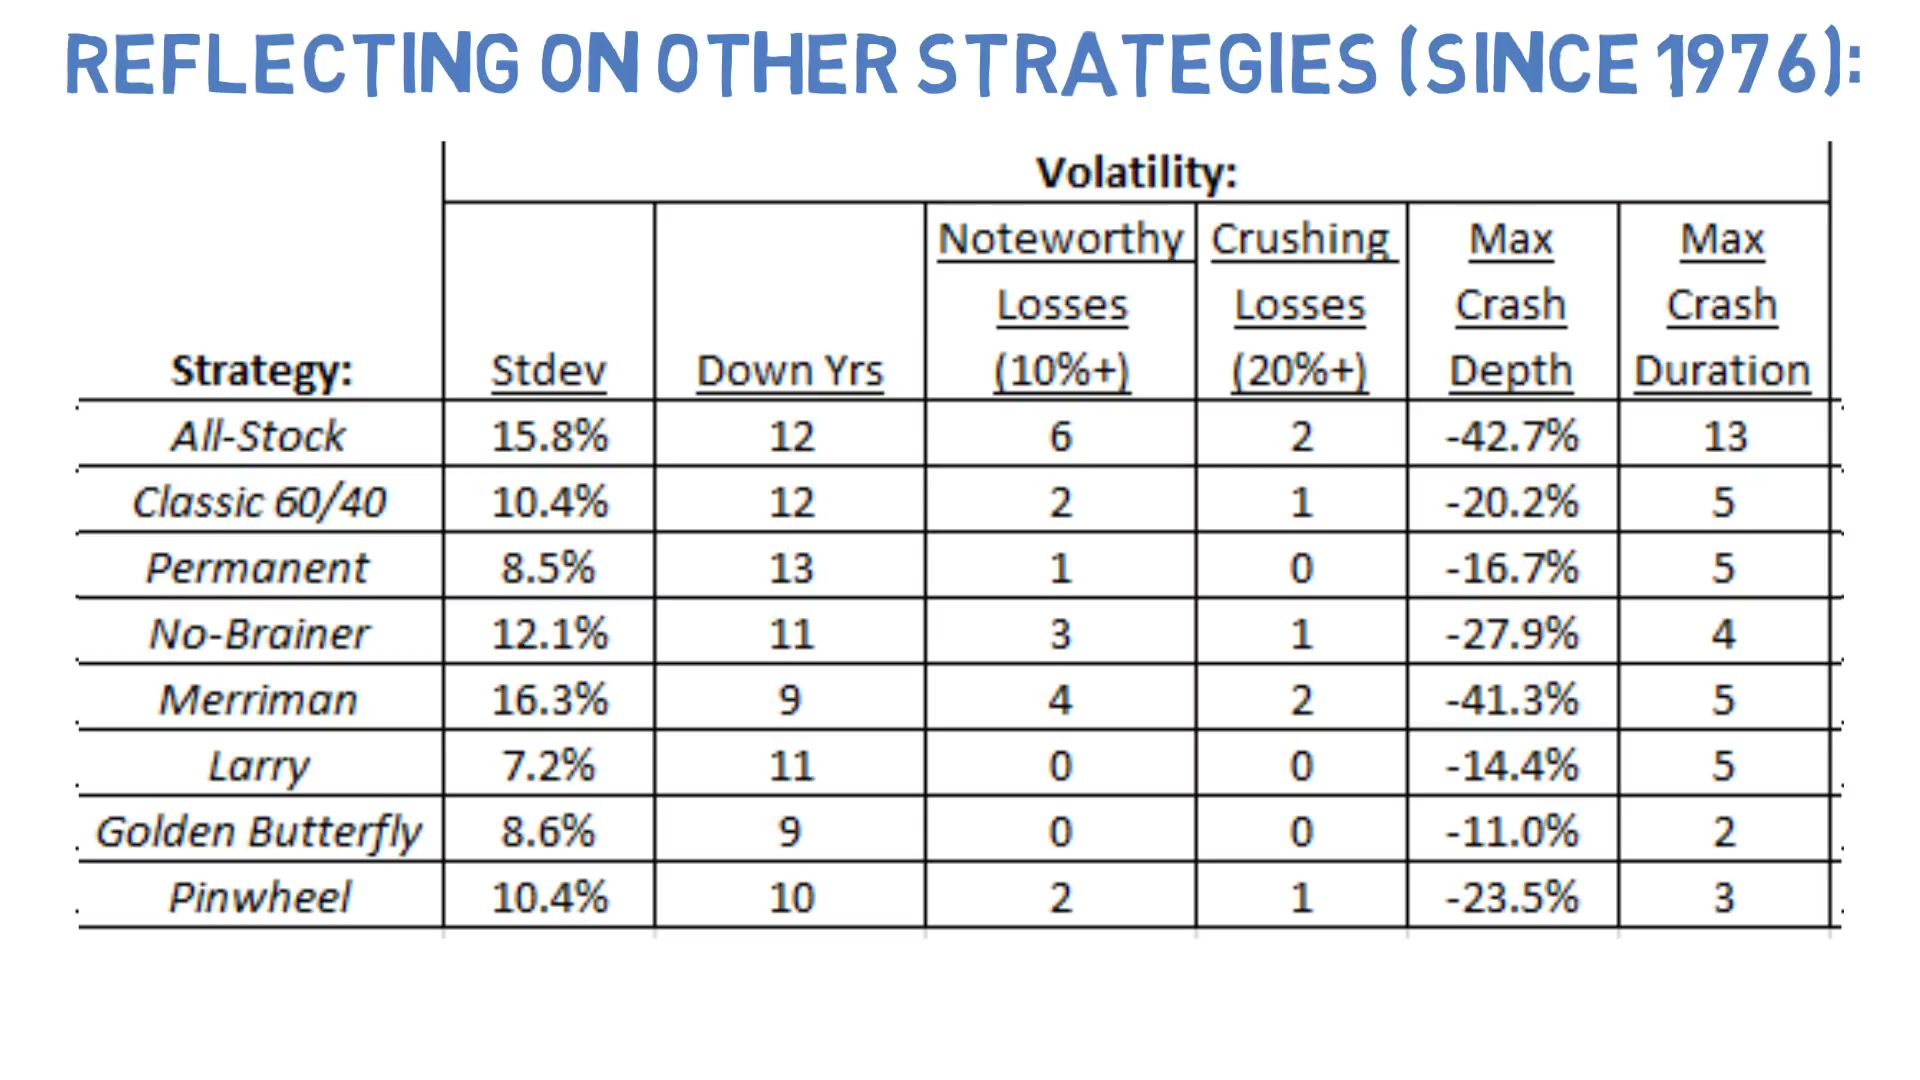 REFLECTING ON OTHER STRATEGIES (SINCE 1976):
Volatility:
Noteworthy Crushing Max Max
Losses Losses Crash Crash
Strategy: Stdev Down Yrs (10%+) (20%+) Depth Duration
All-Stock 15.8% 12 6 2 -42.7% 13
Classic 60/40 10.4% 12 2 1 -20.2% 5
Permanent 8.5% 13 1 0 -16.7% 5
No-Brainer 12.1% 11 3 1 -27.9% 4
Merriman 16.3% 9 4 2 -41.3% 5
Larry 7.2% 11 0 0 -14.4% 5
Golden Butterfly 8.6% 9 0 0 -11.0% 2
Pinwheel 10.4% 10 2 1 -23.5% 3